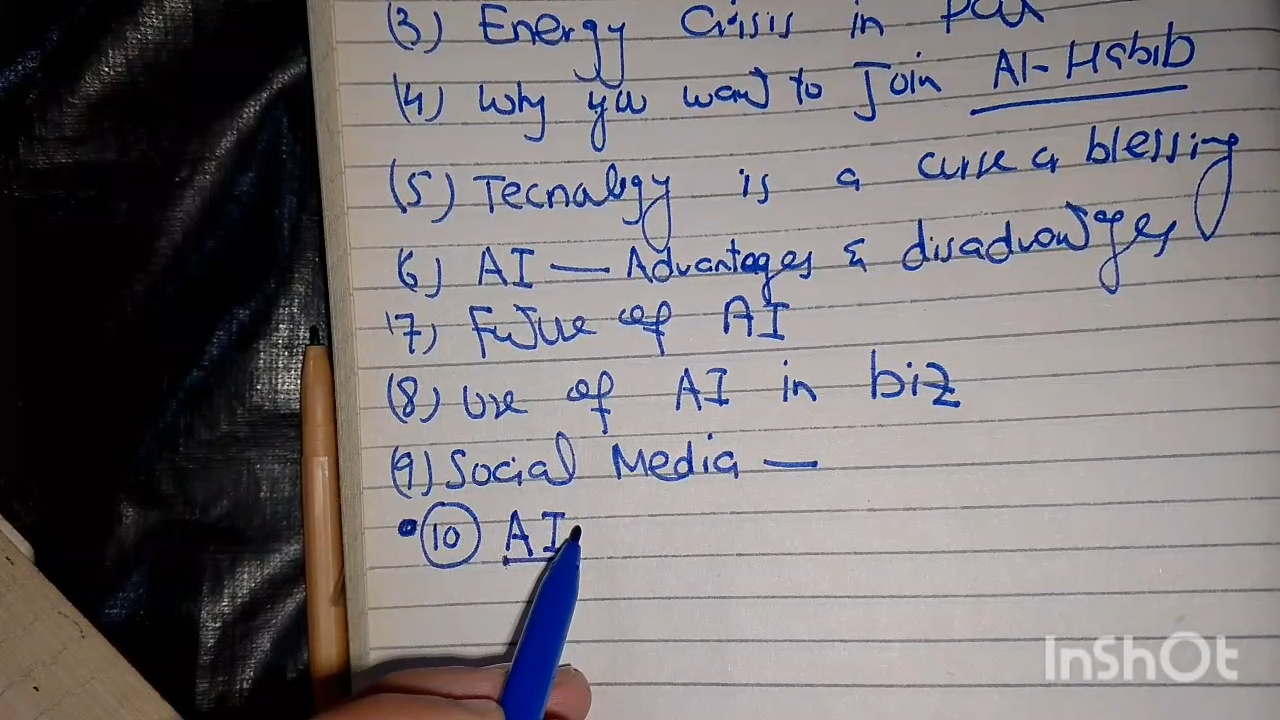 (3) Energy Crisis in Pak
(4) Why you want to Join Al-Habib
(5) Tecnalogy is a curse a blessing
(6) AI — Advantages & disadvantages
(7) Future of AI
(8) Use of AI in biz
(9) Social Media —
(10) AI
InShOt